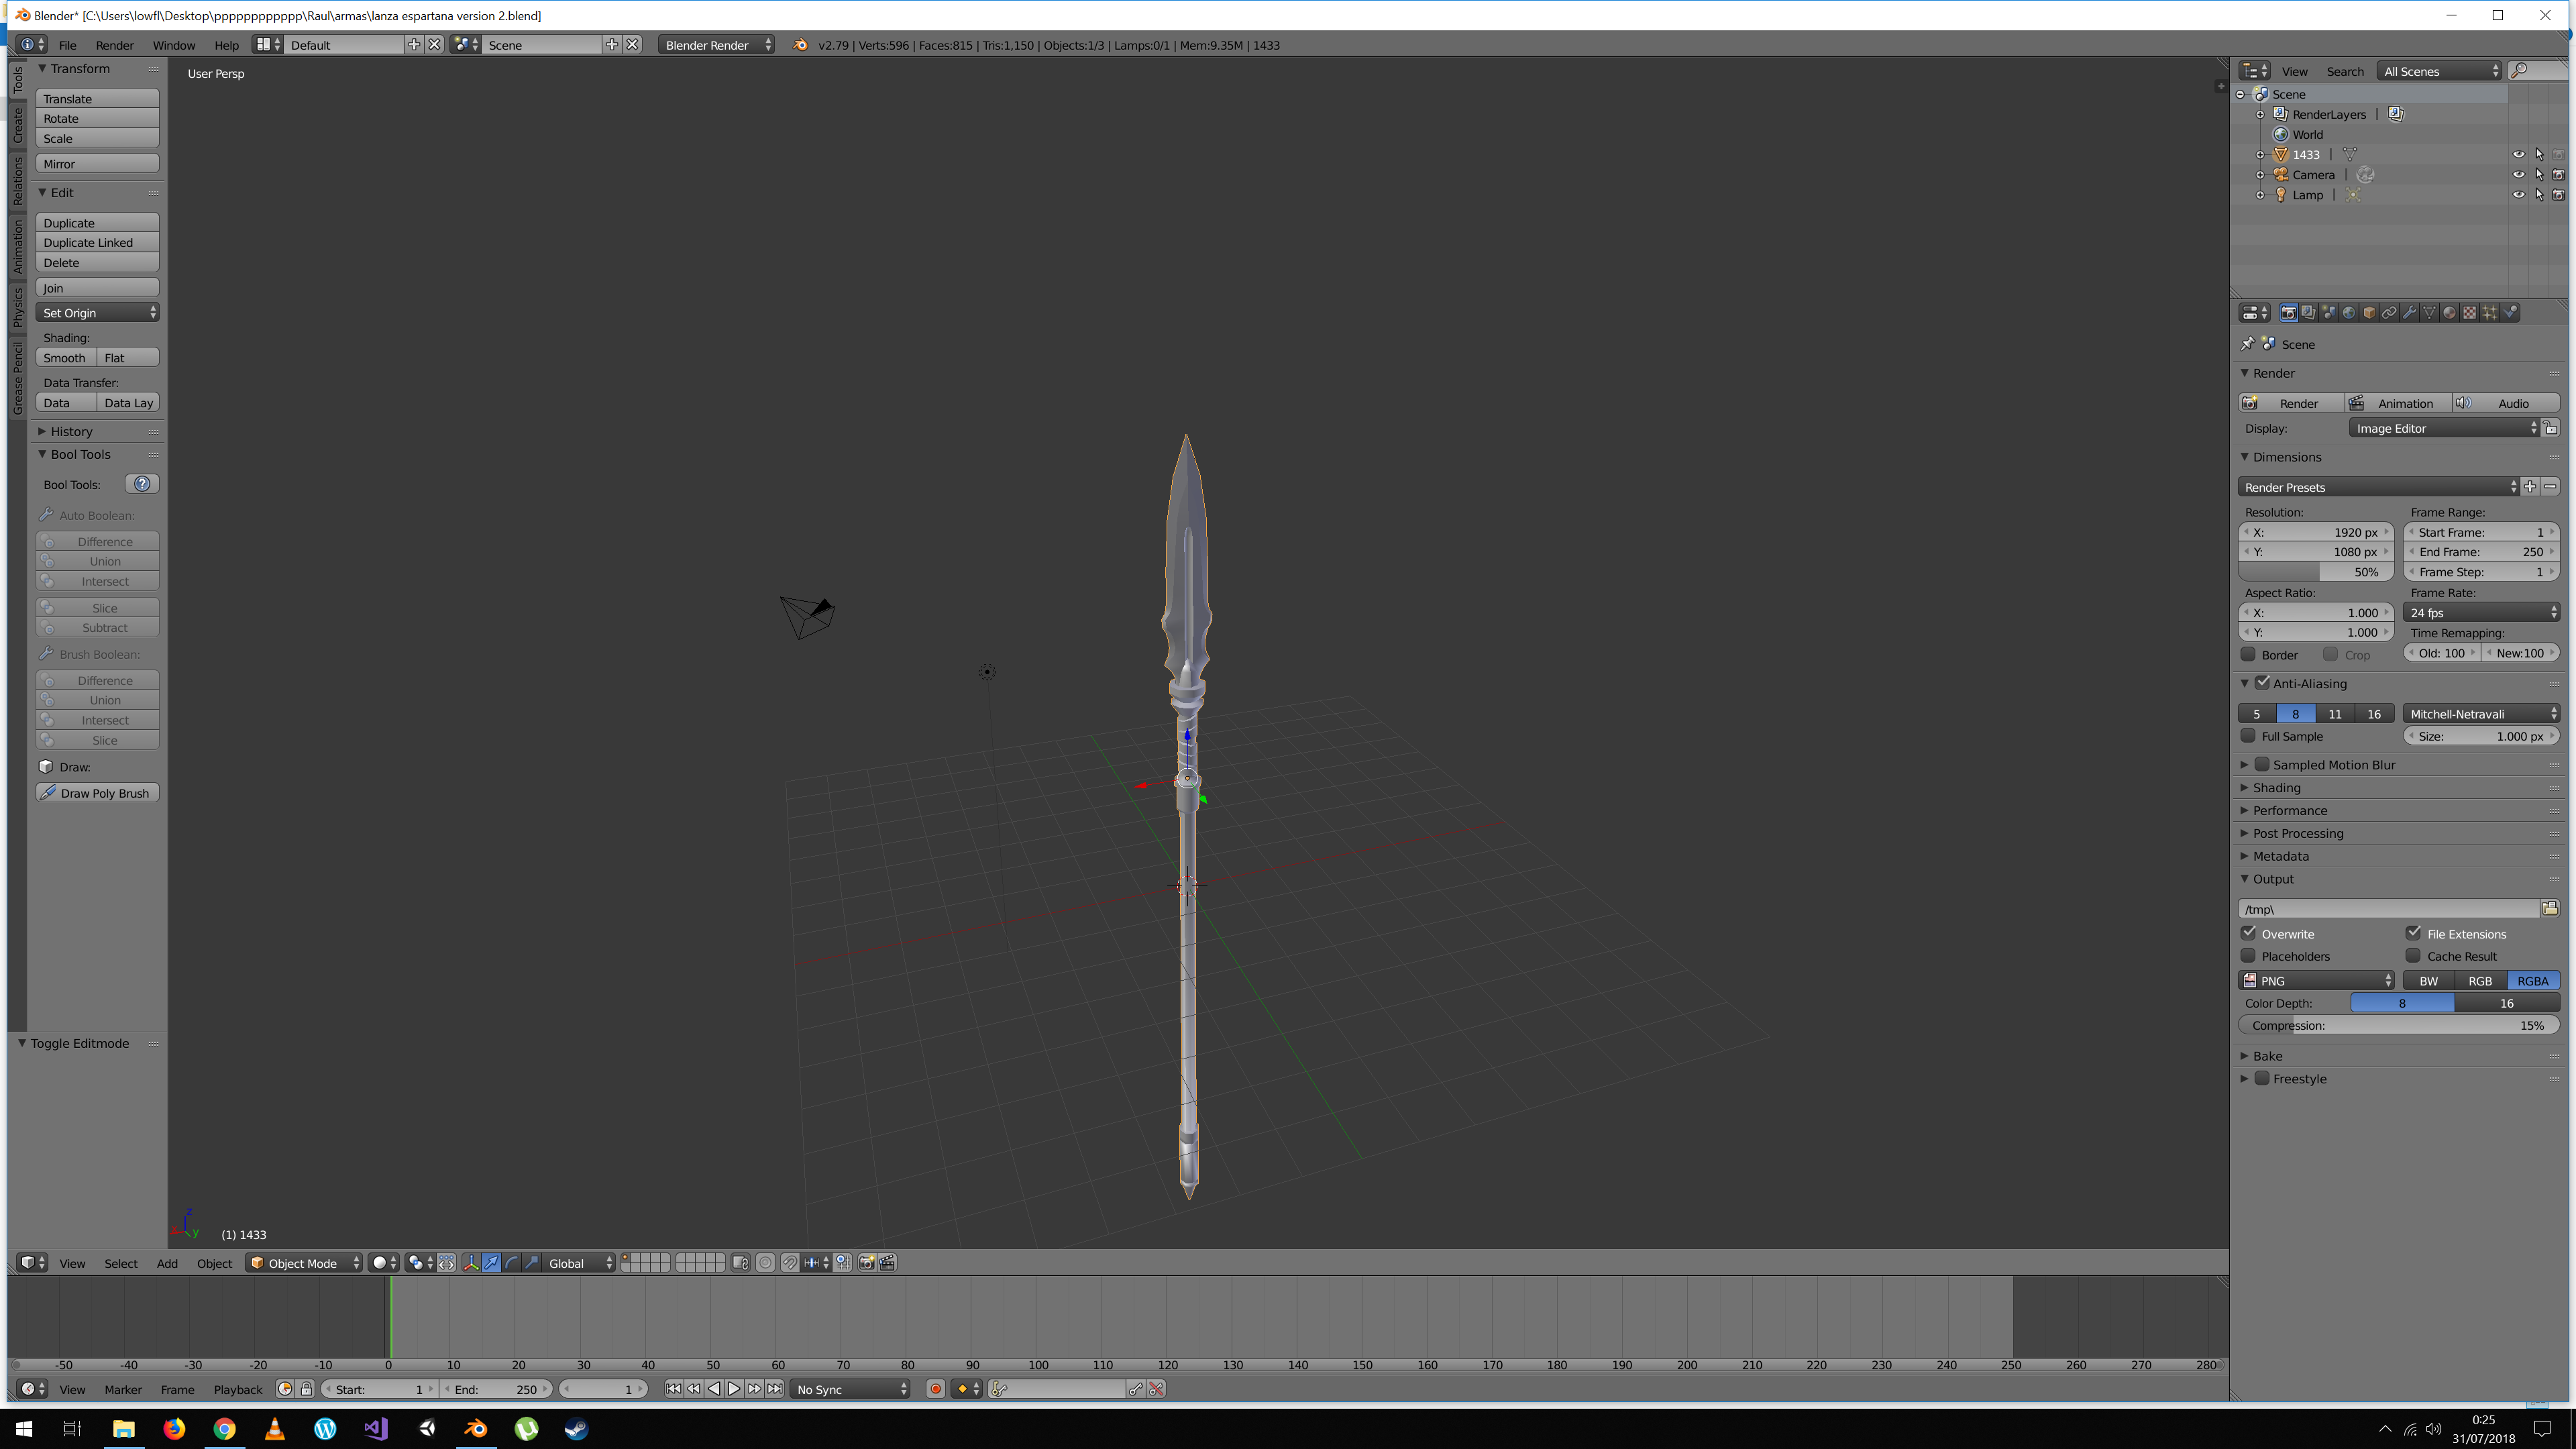 Blender* [C:\Users\lowfl\Desktop\pppppppppppp\Raul\armas\lanza espartana version 2.blend]
File Render Window Help Default Scene Blender Render v2.79 | Verts:596 | Faces:815 | Tris:1,150 | Objects:1/3 | Lamps:0/1 | Mem:9.35M | 1433
Tools
Create
Relations
Animation
Physics
Grease Pencil
Transform
Translate
Rotate
Scale
Mirror
Edit
Duplicate
Duplicate Linked
Delete
Join
Set Origin
Shading:
Smooth Flat
Data Transfer:
Data Data Lay
History
Bool Tools
Bool Tools:
Auto Boolean:
Difference
Union
Intersect
Slice
Subtract
Brush Boolean:
Difference
Union
Intersect
Slice
Draw:
Draw Poly Brush
Toggle Editmode
User Persp
z
x y
(1) 1433
View Select Add Object Object Mode Global
-50 -40 -30 -20 -10 0 10 20 30 40 50 60 70 80 90 100 110 120 130 140 150 160 170 180 190 200 210 220 230 240 250 260 270 280
View Marker Frame Playback Start: 1 End: 250 1 No Sync
View Search All Scenes
Scene
RenderLayers |
World
1433 |
Camera |
Lamp |
Scene
Render
Render Animation Audio
Display: Image Editor
Dimensions
Render Presets
Resolution: Frame Range:
X: 1920 px Start Frame: 1
Y: 1080 px End Frame: 250
50% Frame Step: 1
Aspect Ratio: Frame Rate:
X: 1.000 24 fps
Y: 1.000 Time Remapping:
Border Crop Old: 100 New:100
Anti-Aliasing
5 8 11 16 Mitchell-Netravali
Full Sample Size: 1.000 px
Sampled Motion Blur
Shading
Performance
Post Processing
Metadata
Output
/tmp\
Overwrite File Extensions
Placeholders Cache Result
PNG BW RGB RGBA
Color Depth: 8 16
Compression: 15%
Bake
Freestyle
0:25
31/07/2018